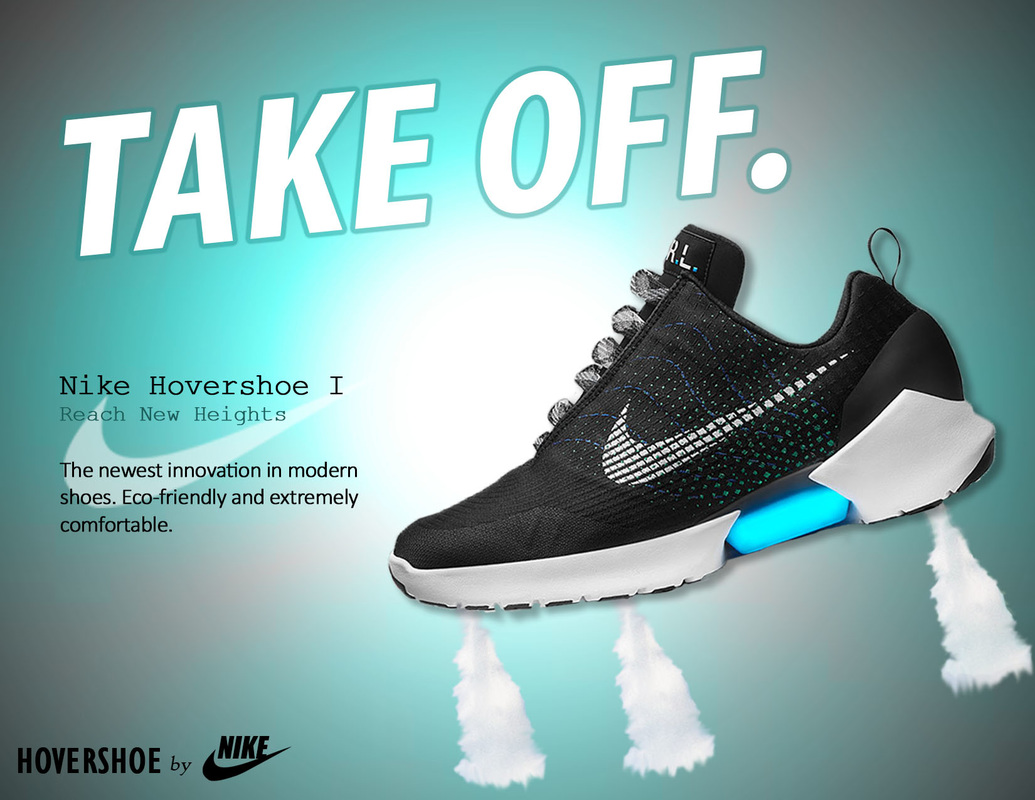 TAKE OFF.
R.L.
Nike Hovershoe I
Reach New Heights
The newest innovation in modern
shoes. Eco-friendly and extremely
comfortable.
HOVERSHOE by NIKE